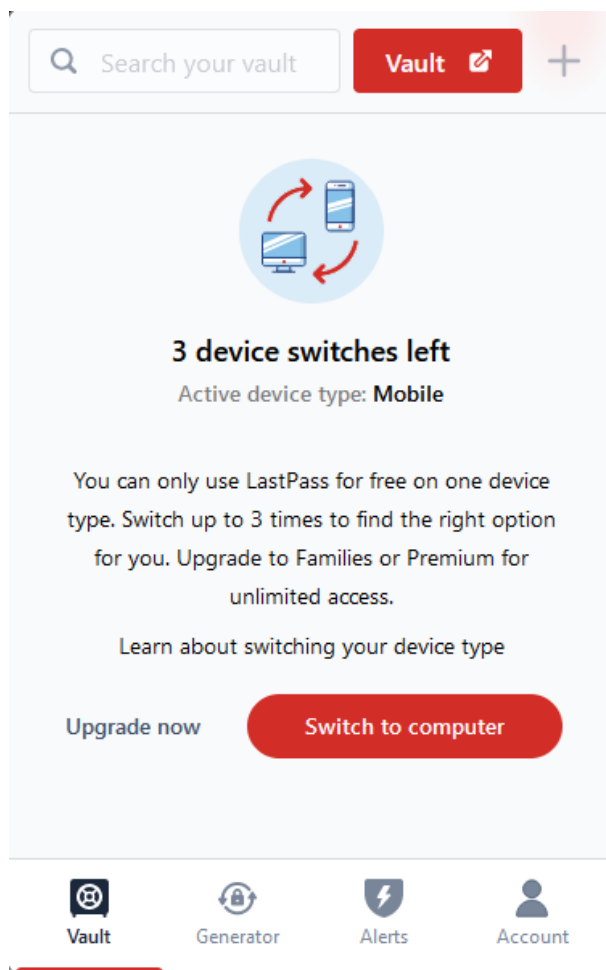 Search your vault
Vault
3 device switches left
Active device type: Mobile
You can only use LastPass for free on one device
type. Switch up to 3 times to find the right option
for you. Upgrade to Families or Premium for
unlimited access.
Learn about switching your device type
Upgrade now
Switch to computer
Vault
Generator
Alerts
Account